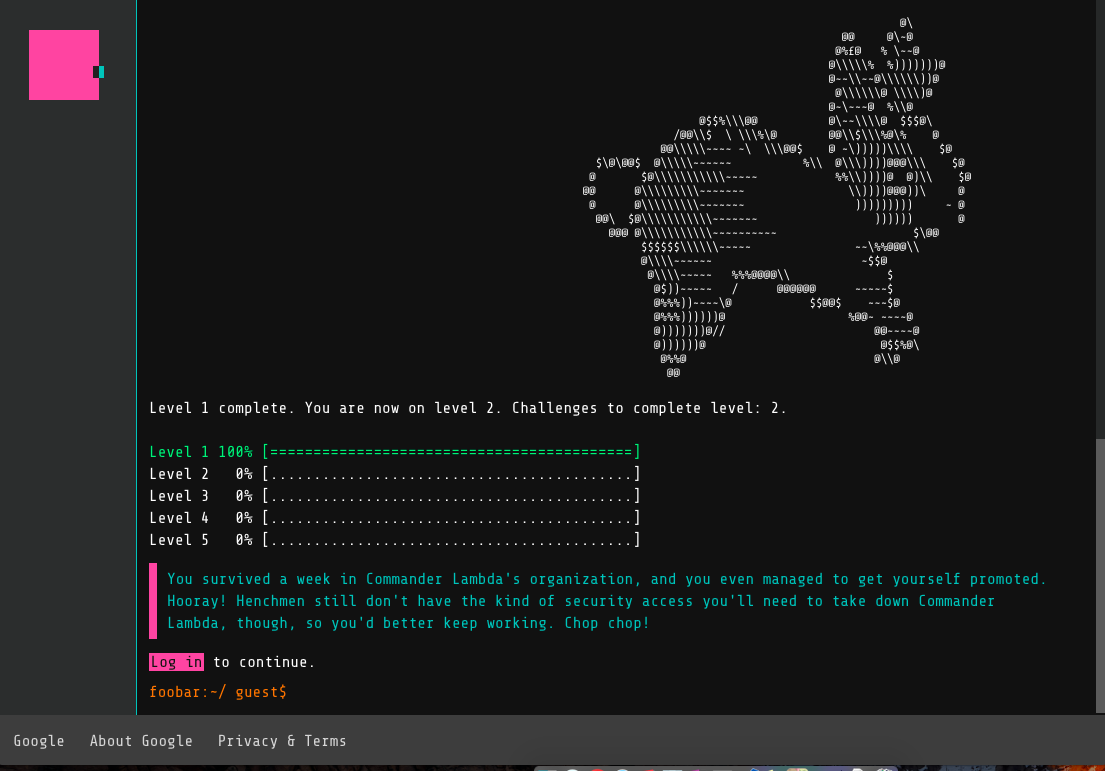 Level 1 complete. You are now on level 2. Challenges to complete level: 2.
Level 1 100% [==========================================]
Level 2   0% [..........................................]
Level 3   0% [..........................................]
Level 4   0% [..........................................]
Level 5   0% [..........................................]
You survived a week in Commander Lambda's organization, and you even managed to get yourself promoted.
Hooray! Henchmen still don't have the kind of security access you'll need to take down Commander
Lambda, though, so you'd better keep working. Chop chop!
Log in to continue.
foobar:~/ guest$
Google   About Google   Privacy & Terms